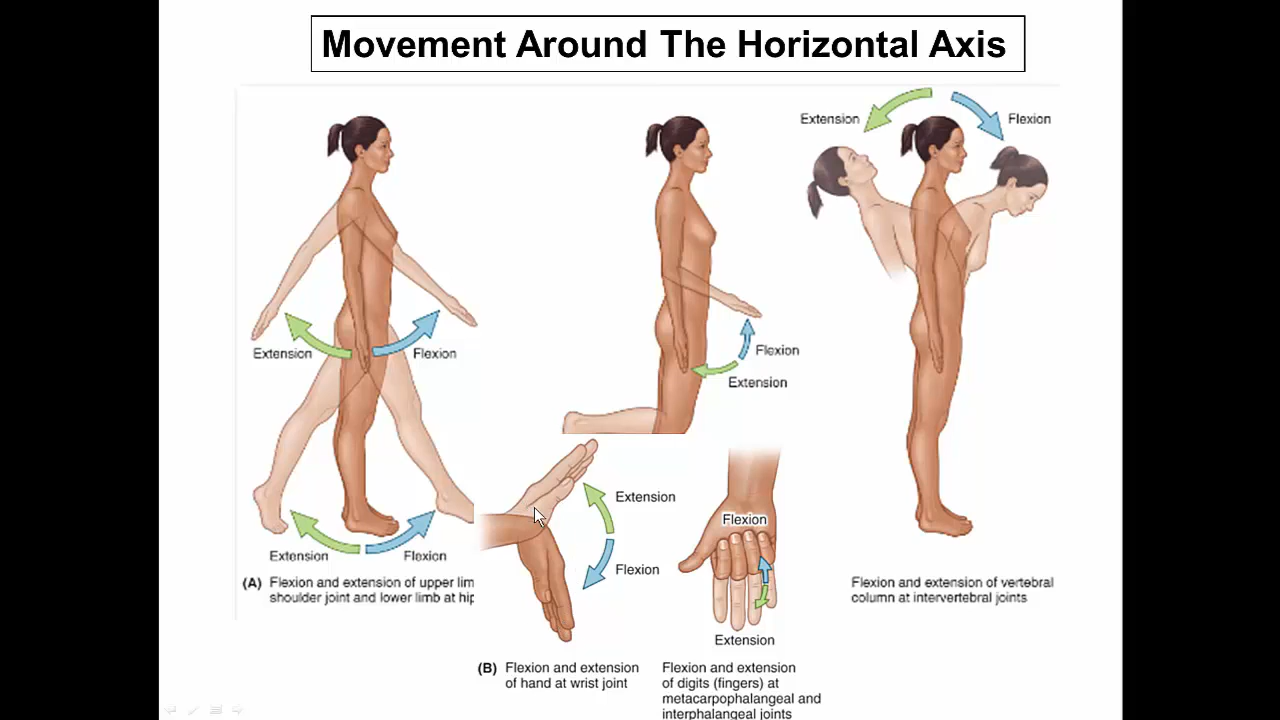 Movement Around The Horizontal Axis
Extension
Flexion
Extension
Flexion
Extension
Flexion
(A) Flexion and extension of upper lim
shoulder joint and lower limb at hip
Flexion
Extension
Extension
Flexion
(B) Flexion and extension
of hand at wrist joint
Flexion
Extension
Flexion and extension
of digits (fingers) at
metacarpophalangeal and
interphalangeal joints
Flexion and extension of vertebral
column at intervertebral joints